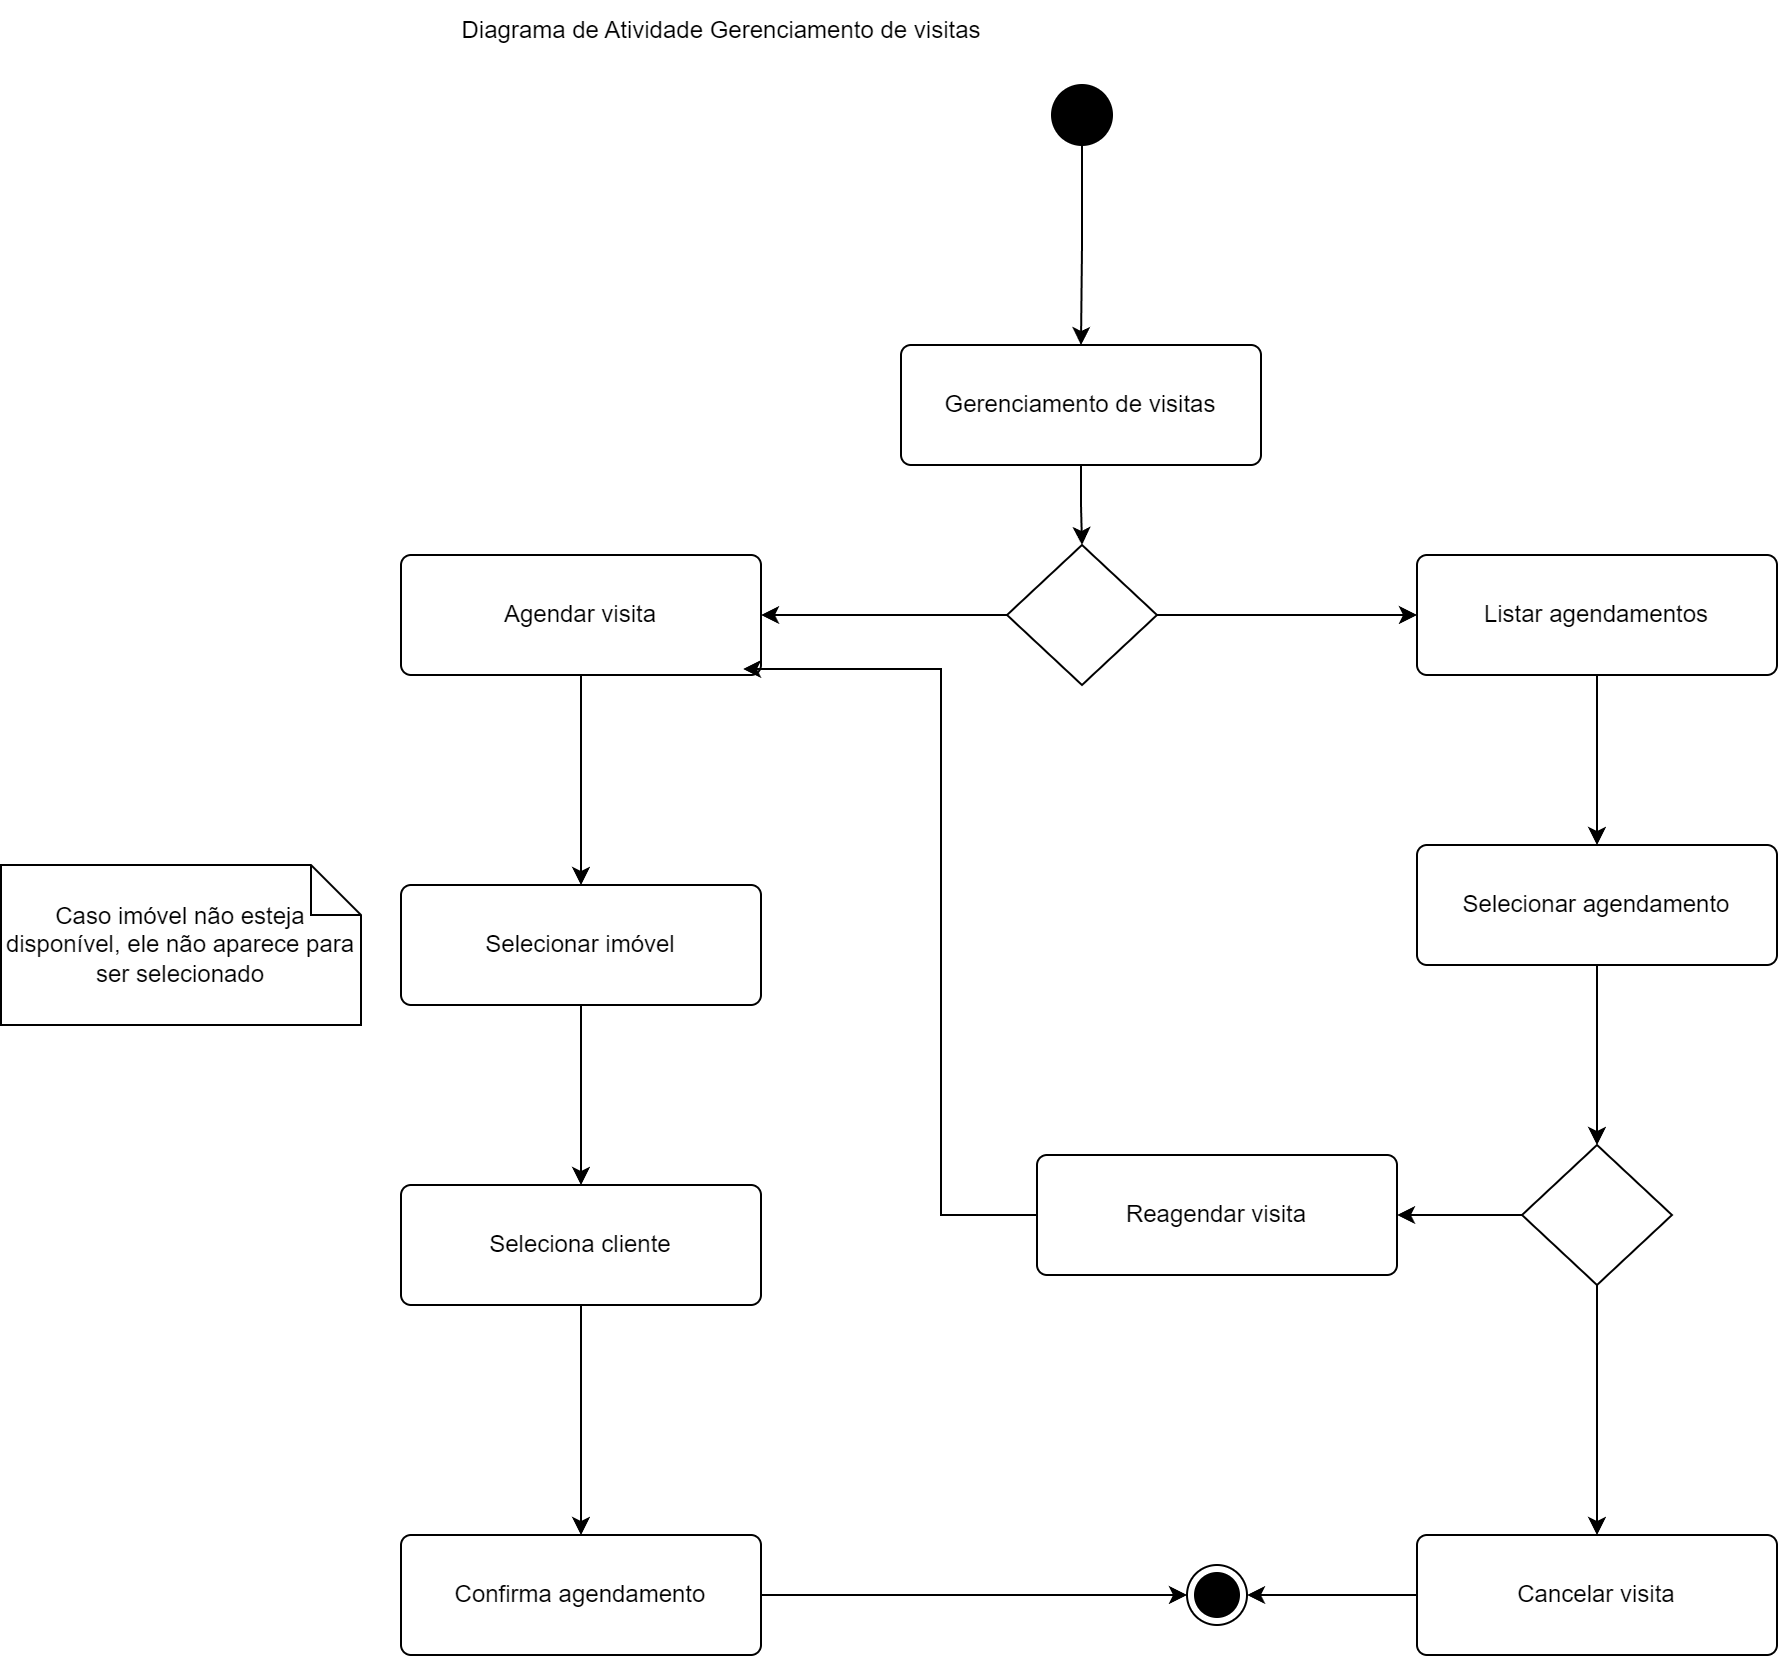 Diagrama de Atividade Gerenciamento de visitas
Gerenciamento de visitas
Agendar visita
Listar agendamentos
Selecionar agendamento
Caso imóvel não esteja
disponível, ele não aparece para
ser selecionado
Selecionar imóvel
Reagendar visita
Seleciona cliente
Confirma agendamento
Cancelar visita